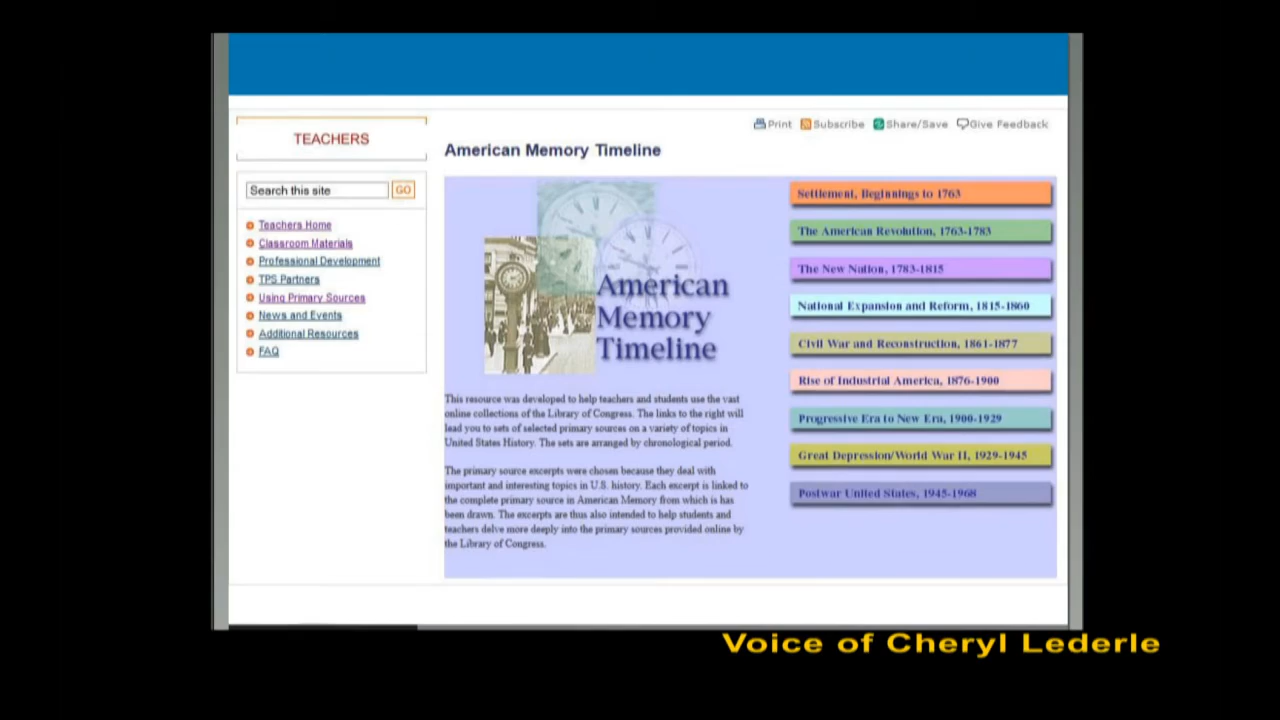 Print Subscribe Share/Save Give Feedback
TEACHERS
Search this site GO
Teachers Home
Classroom Materials
Professional Development
TPS Partners
Using Primary Sources
News and Events
Additional Resources
FAQ
American Memory Timeline
American
Memory
Timeline
This resource was developed to help teachers and students use the vast
online collections of the Library of Congress. The links to the right will
lead you to sets of selected primary sources on a variety of topics in
United States History. The sets are arranged by chronological period.
The primary source excerpts were chosen because they deal with
important and interesting topics in U.S. history. Each excerpt is linked to
the complete primary source in American Memory from which is has
been drawn. The excerpts are thus also intended to help students and
teachers delve more deeply into the primary sources provided online by
the Library of Congress.
Settlement, Beginnings to 1763
The American Revolution, 1763-1783
The New Nation, 1783-1815
National Expansion and Reform, 1815-1860
Civil War and Reconstruction, 1861-1877
Rise of Industrial America, 1876-1900
Progressive Era to New Era, 1900-1929
Great Depression/World War II, 1929-1945
Postwar United States, 1945-1968
Voice of Cheryl Lederle